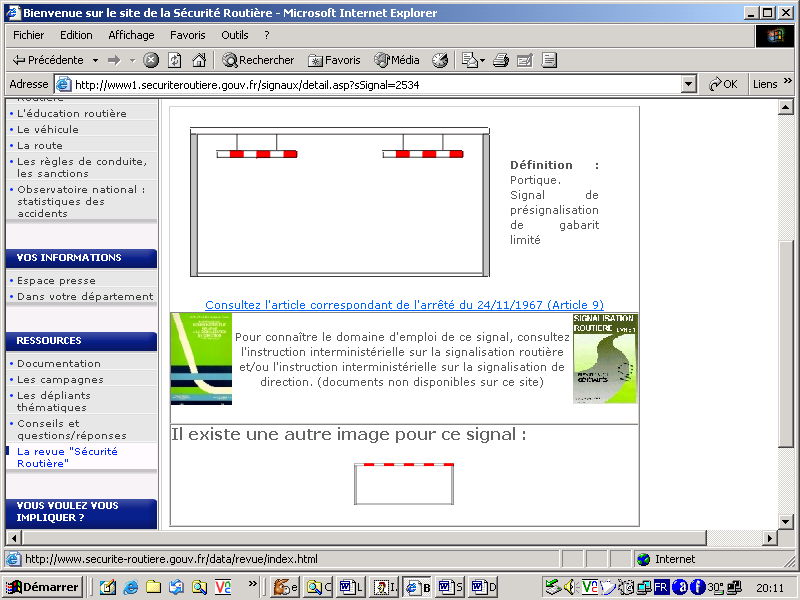 Bienvenue sur le site de la Sécurité Routière - Microsoft Internet Explorer
Fichier Edition Affichage Favoris Outils ?
Précédente Rechercher Favoris Média
Adresse http://www1.securiteroutiere.gouv.fr/signaux/detail.asp?sSignal=2534 OK Liens »
Routière
• L'éducation routière
• Le véhicule
• La route
• Les règles de conduite,
les sanctions
• Observatoire national :
statistiques des
accidents
VOS INFORMATIONS
• Espace presse
• Dans votre département
RESSOURCES
• Documentation
• Les campagnes
• Les dépliants
thématiques
• Conseils et
questions/réponses
La revue "Sécurité
Routière"
VOUS VOULEZ VOUS
IMPLIQUER ?
Définition :
Portique.
Signal de
présignalisation
de gabarit
limité
Consultez l'article correspondant de l'arrêté du 24/11/1967 (Article 9)
SIGNALISATION
ROUTIERE
Pour connaître le domaine d'emploi de ce signal, consultez
l'instruction interministérielle sur la signalisation routière
et/ou l'instruction interministérielle sur la signalisation de
direction. (documents non disponibles sur ce site)
Il existe une autre image pour ce signal :
http://www.securite-routiere.gouv.fr/data/revue/index.html Internet
Démarrer » e C L I. B S D FR 30° 20:11